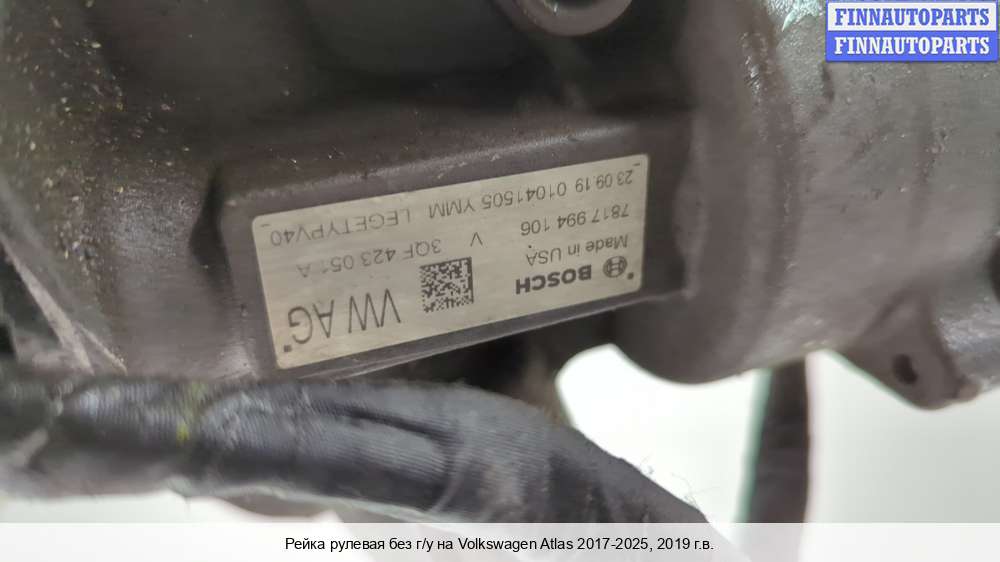 FINNAUTOPARTS
FINNAUTOPARTS
BOSCH
Made in USA
7817 994 106
23 09 19 01041505 YMM LEGETYPV40
VW AG
3QF 423 051 A
V
Рейка рулевая без г/у на Volkswagen Atlas 2017-2025, 2019 г.в.